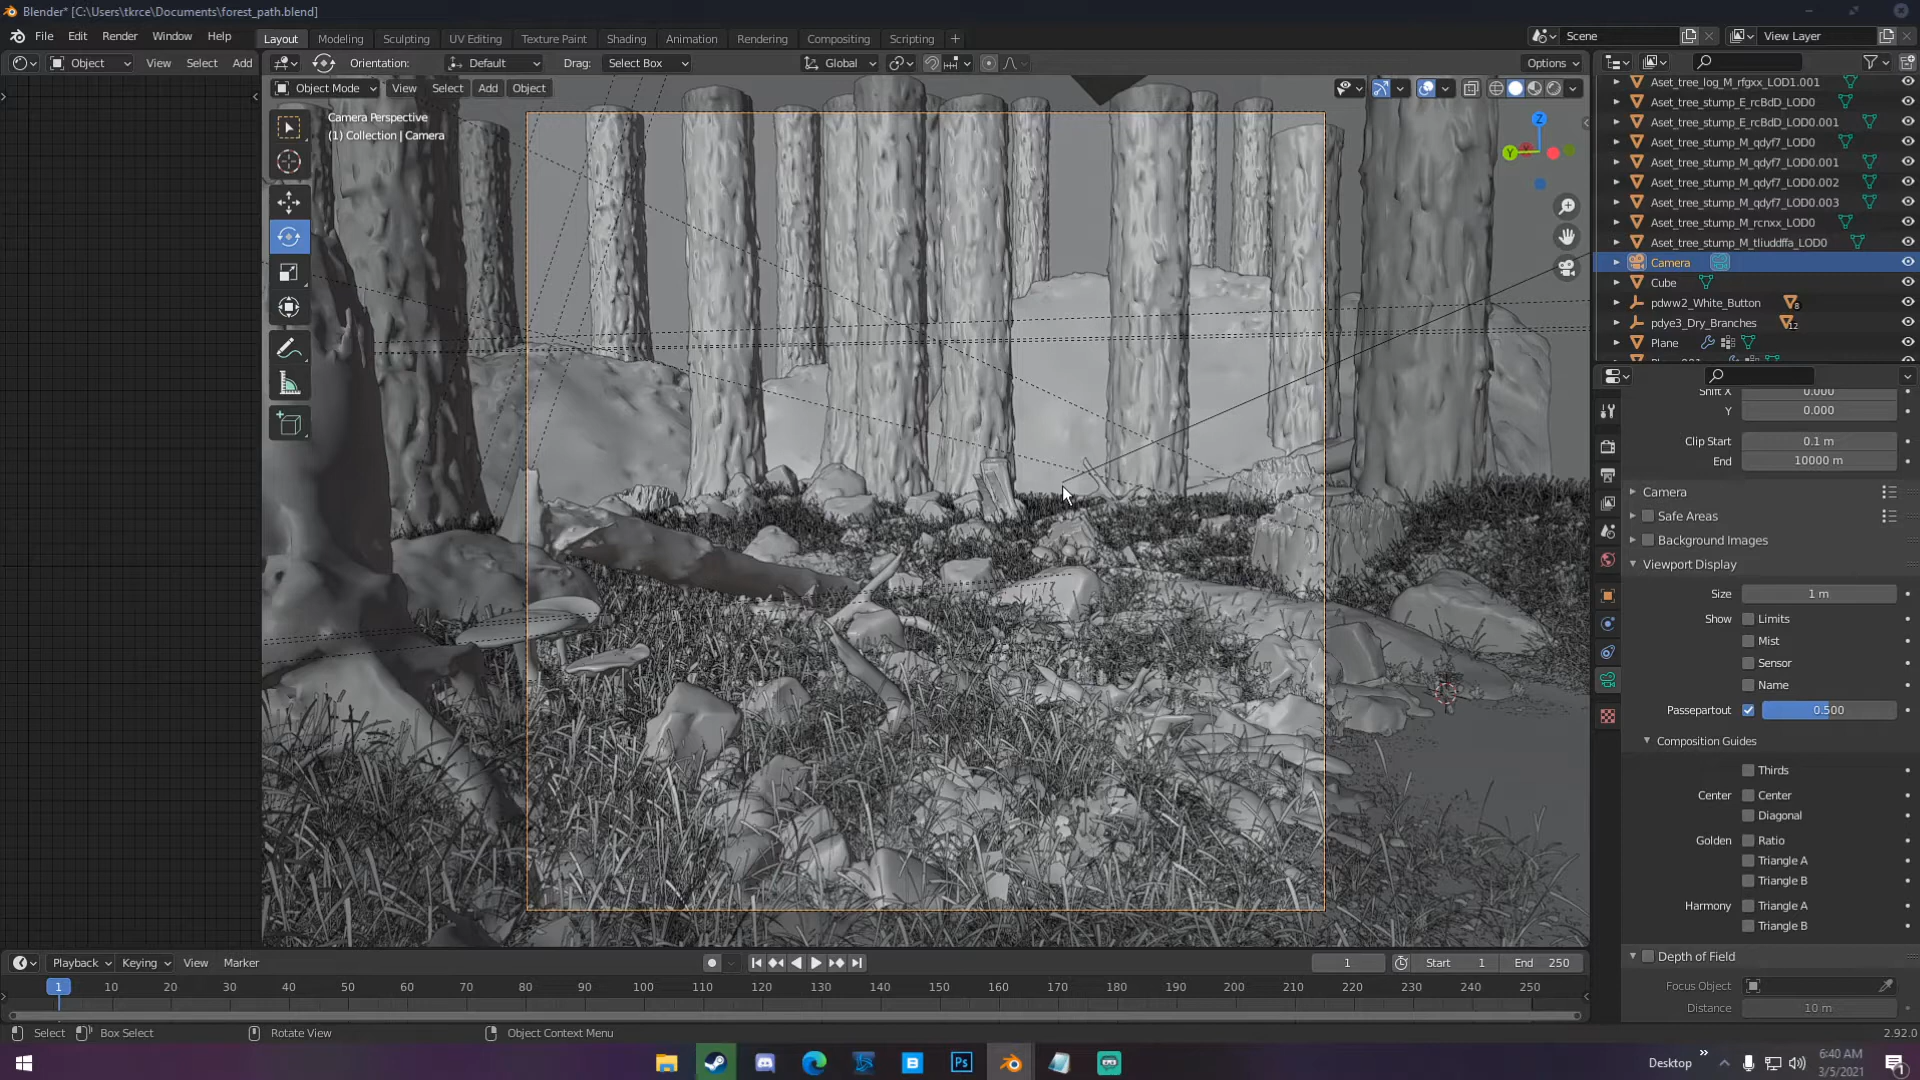 Blender* [C:\Users\tkrce\Documents\forest_path.blend]
File Edit Render Window Help Layout Modeling Sculpting UV Editing Texture Paint Shading Animation Rendering Compositing Scripting + Scene View Layer
Object View Select Add Orientation: Default Drag: Select Box Global Options
Object Mode View Select Add Object
Camera Perspective
(1) Collection | Camera
Z
Y
Aset_tree_log_M_rfgxx_LOD1.001
Aset_tree_stump_E_rcBdD_LOD0
Aset_tree_stump_E_rcBdD_LOD0.001
Aset_tree_stump_M_qdyf7_LOD0
Aset_tree_stump_M_qdyf7_LOD0.001
Aset_tree_stump_M_qdyf7_LOD0.002
Aset_tree_stump_M_qdyf7_LOD0.003
Aset_tree_stump_M_rcnxx_LOD0
Aset_tree_stump_M_tliuddffa_LOD0
Camera
Cube
pdww2_White_Button 8
pdye3_Dry_Branches 12
Plane
Shift X 0.000
Y 0.000
Clip Start 0.1 m
End 10000 m
Camera
Safe Areas
Background Images
Viewport Display
Size 1 m
Show Limits
Mist
Sensor
Name
Passepartout 0.500
Composition Guides
Thirds
Center Center
Diagonal
Golden Ratio
Triangle A
Triangle B
Harmony Triangle A
Triangle B
Depth of Field
Focus Object
Distance 10 m
Playback Keying View Marker 1 Start 1 End 250
1 10 20 30 40 50 60 70 80 90 100 110 120 130 140 150 160 170 180 190 200 210 220 230 240 250
Select Box Select Rotate View Object Context Menu 2.92.0
Desktop 6:40 AM
3/5/2021
B Ps 1